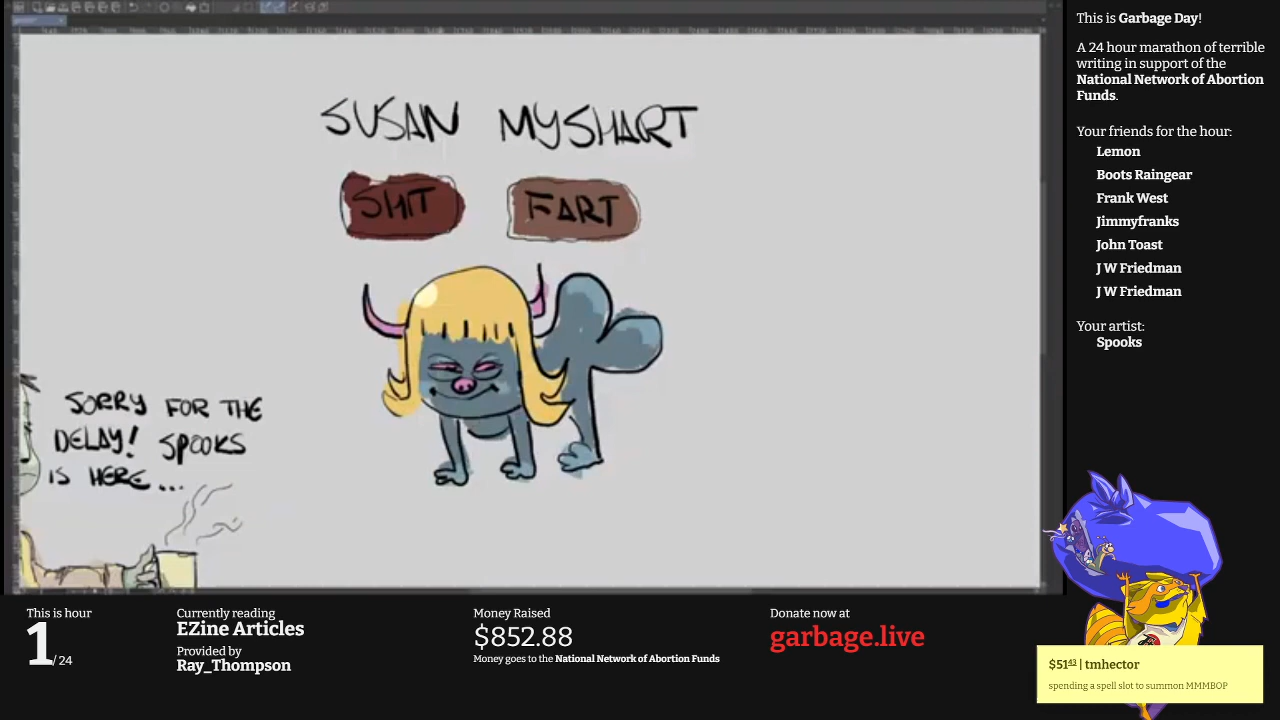 SUSAN MYSHART
SHIT FART
SORRY FOR THE
DELAY! SPOOKS
IS HERE...
This is Garbage Day!
A 24 hour marathon of terrible
writing in support of the
National Network of Abortion
Funds.
Your friends for the hour:
Lemon
Boots Raingear
Frank West
Jimmyfranks
John Toast
J W Friedman
J W Friedman
Your artist:
Spooks
This is hour
1 / 24
Currently reading
EZine Articles
Provided by
Ray_Thompson
Money Raised
$852.88
Money goes to the National Network of Abortion Funds
Donate now at
garbage.live
$51.43 | tmhector
spending a spell slot to summon MMMBOP